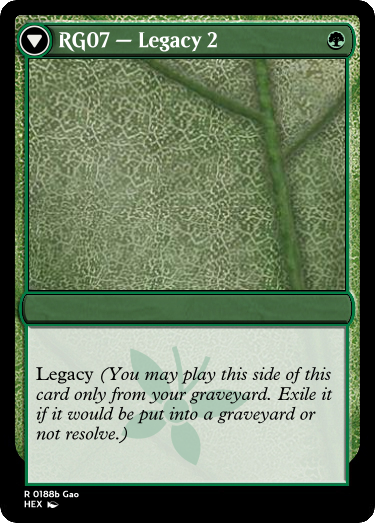 RG07 — Legacy 2
Legacy (You may play this side of this
card only from your graveyard. Exile it
if it would be put into a graveyard or
not resolve.)
R 0188b Gao
HEX